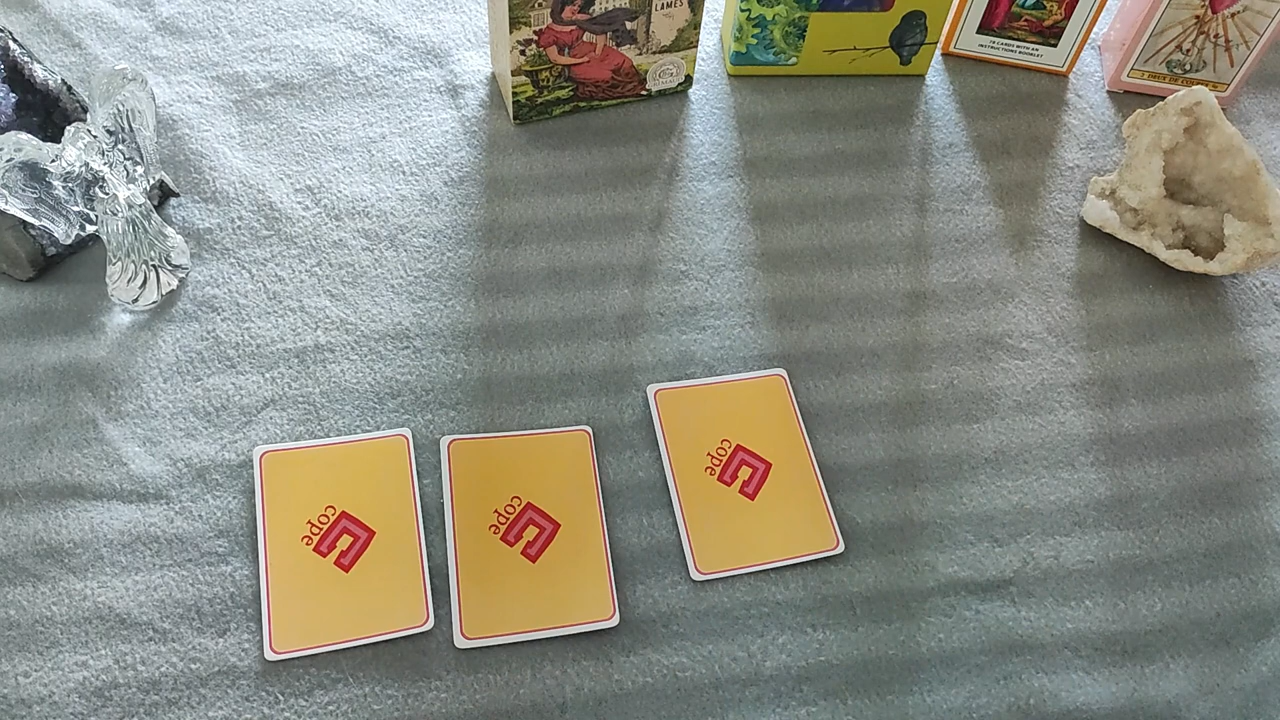 LAMES
78 CARDS WITH AN
INSTRUCTIONS BOOKLET
2 DEUX DE COUPE
cope
cope
cope